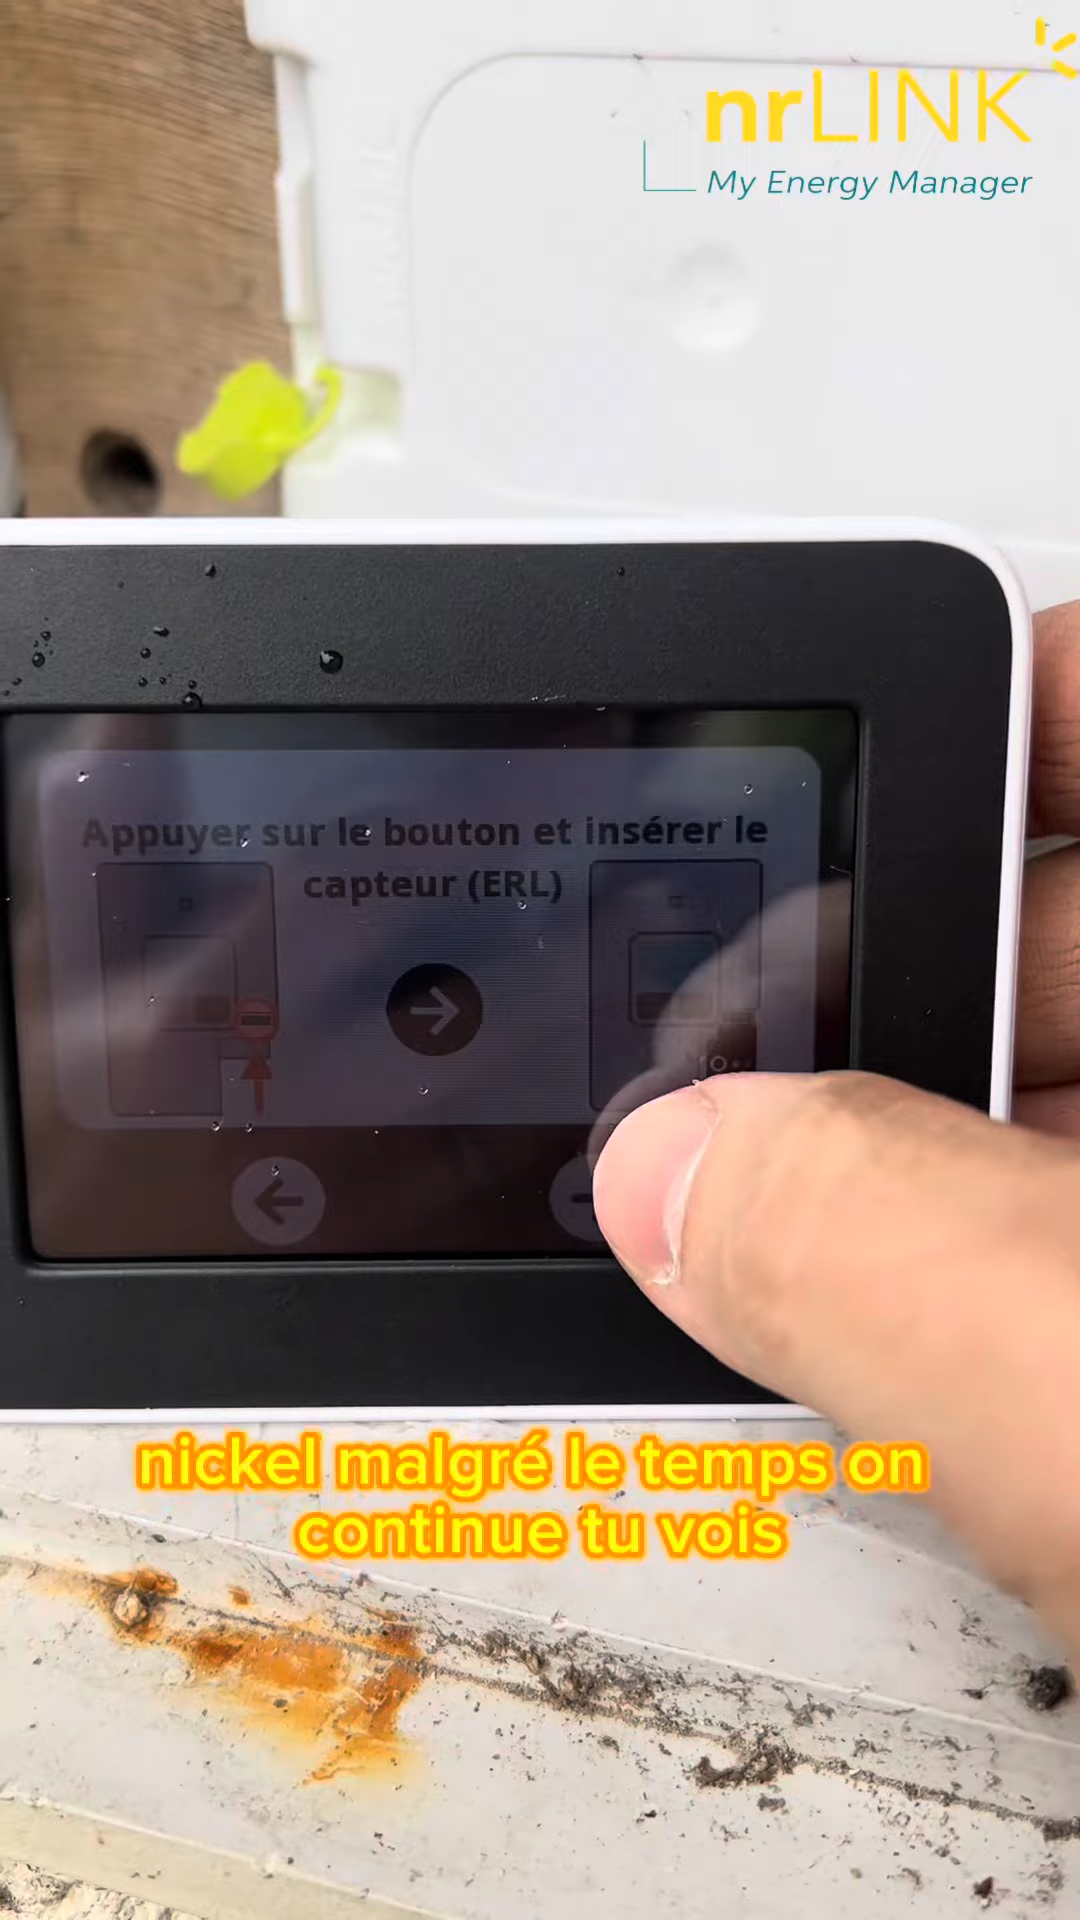 nrLINK
My Energy Manager
Appuyer sur le bouton et insérer le
capteur (ERL)
nickel malgré le temps on
continue tu vois